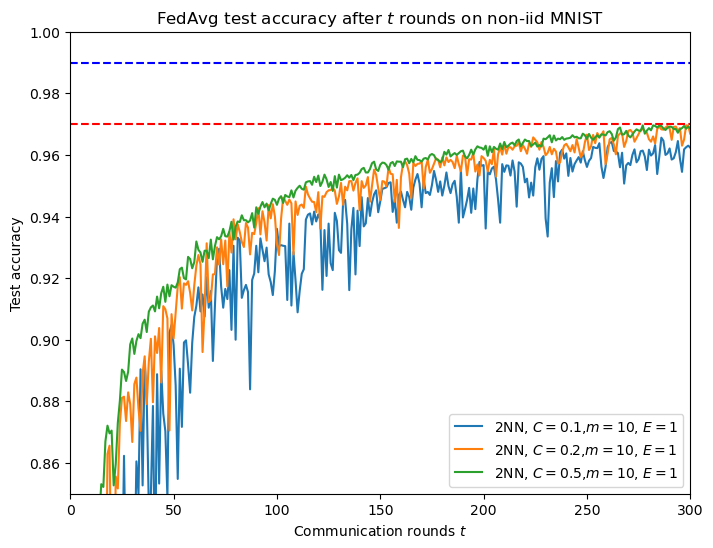 FedAvg test accuracy after t rounds on non-iid MNIST
1.00
0.98
0.96
0.94
0.92
0.90
0.88
0.86
Test accuracy
2NN, C = 0.1,m = 10, E = 1
2NN, C = 0.2,m = 10, E = 1
2NN, C = 0.5,m = 10, E = 1
0 50 100 150 200 250 300
Communication rounds t